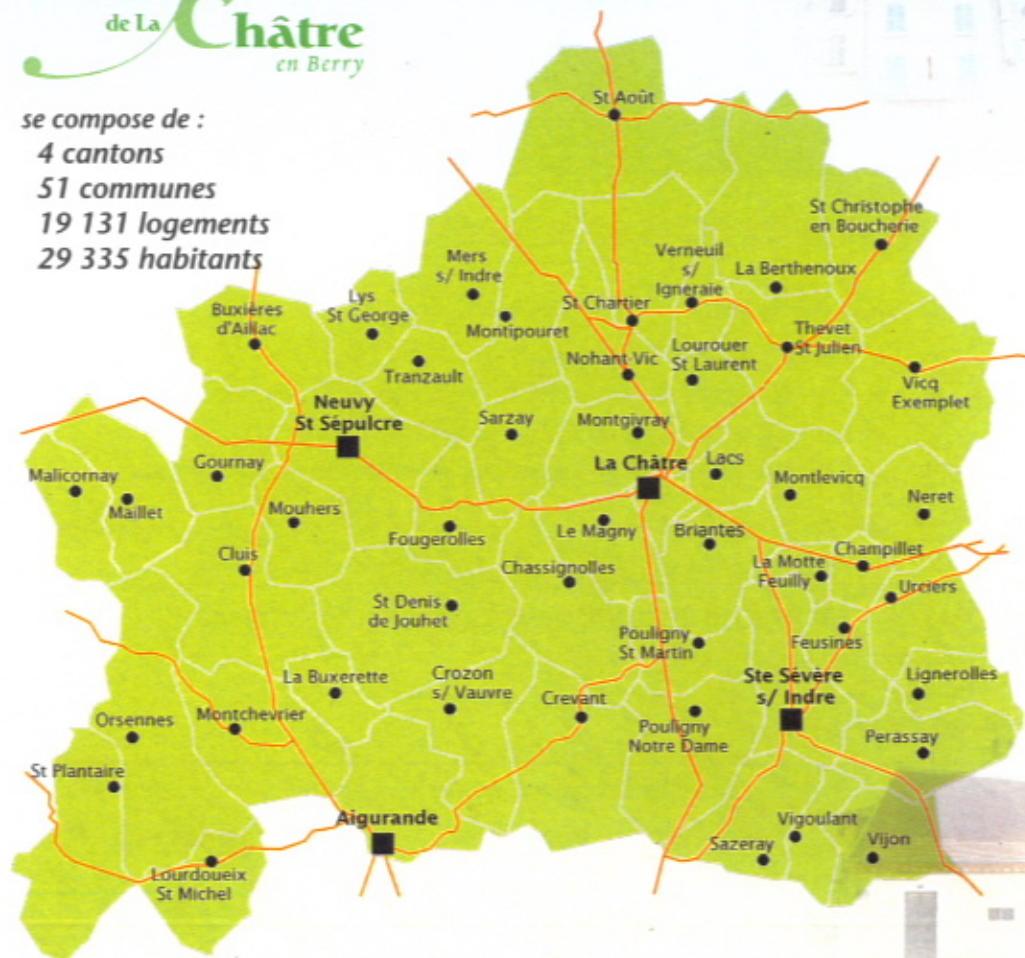 de La Châtre
en Berry
se compose de :
4 cantons
51 communes
19 131 logements
29 335 habitants
St Août
St Christophe
en Boucherie
Mers
s/ Indre
Verneuil
s/
Igneraie
La Berthenoux
Buxières
d'Aillac
Lys
St George
St Chartier
Montipouret
Thevet
St Julien
Nohant Vic
Lourouer
St Laurent
Tranzault
Vicq
Exemplet
Neuvy
St Sépulcre
Sarzay
Montgivray
La Châtre
Lacs
Gournay
Malicornay
Maillet
Montlevicq
Neret
Mouhers
Fougerolles
Le Magny
Briantes
Cluis
Chassignolles
La Motte
Feuilly
Champillet
Urciers
St Denis
de Jouhet
Pouligny
St Martin
Feusines
La Buxerette
Crozon
s/ Vauvre
Crevant
Ste Sévère
s/ Indre
Lignerolles
Orsennes
Montchevrier
Pouligny
Notre Dame
Perassay
St Plantaire
Aigurande
Sazeray
Vigoulant
Vijon
Lourdoueix
St Michel